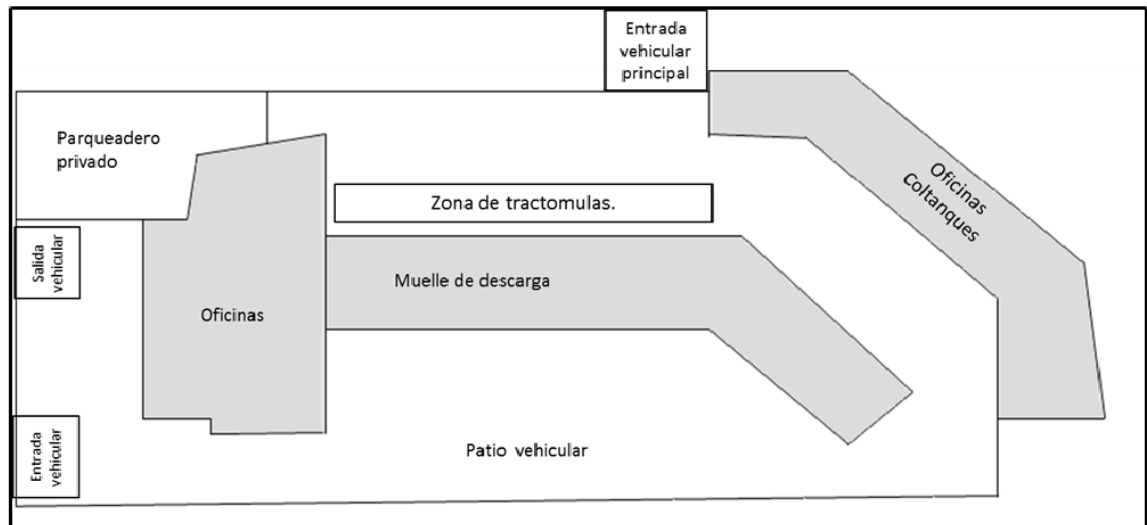 Entrada
vehicular
principal
Parqueadero
privado
Oficinas
Coltanques
Zona de tractomulas.
Salida
vehicular
Muelle de descarga
Oficinas
Entrada
vehicular
Patio vehicular